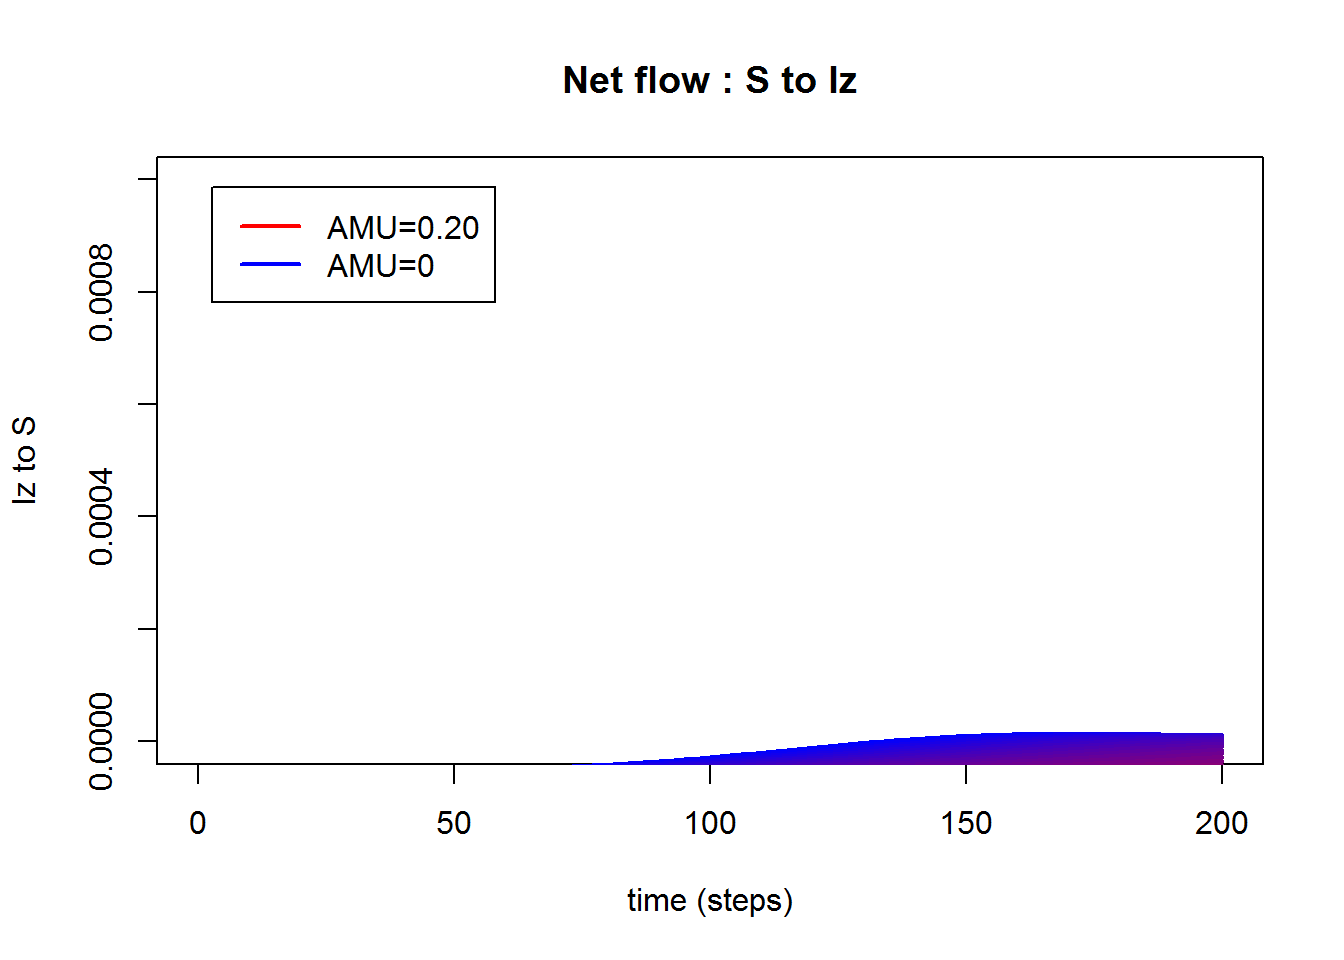 Net flow : S to Iz
AMU=0.20
AMU=0
0.0008
0.0004
0.0000
Iz to S
0 50 100 150 200
time (steps)